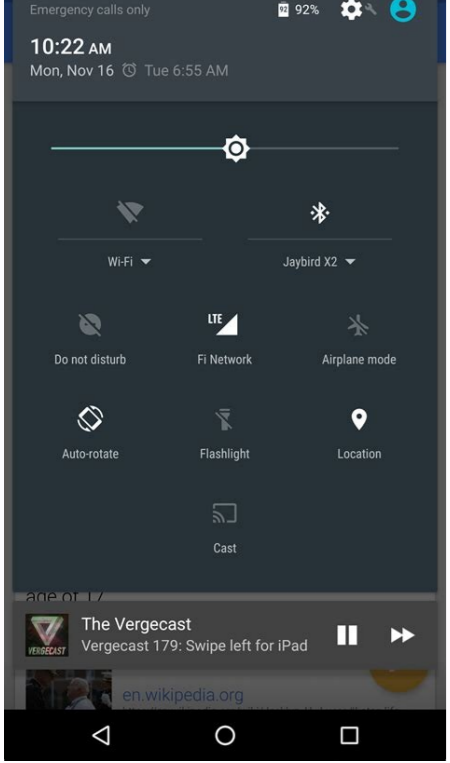 Emergency calls only 92 92%
10:22 AM
Mon, Nov 16 Tue 6:55 AM
Wi-Fi Jaybird X2
LTE
Do not disturb Fi Network Airplane mode
Auto-rotate Flashlight Location
Cast
age of 17
The Vergecast
VERGECAST Vergecast 179: Swipe left for iPad
en.wikipedia.org